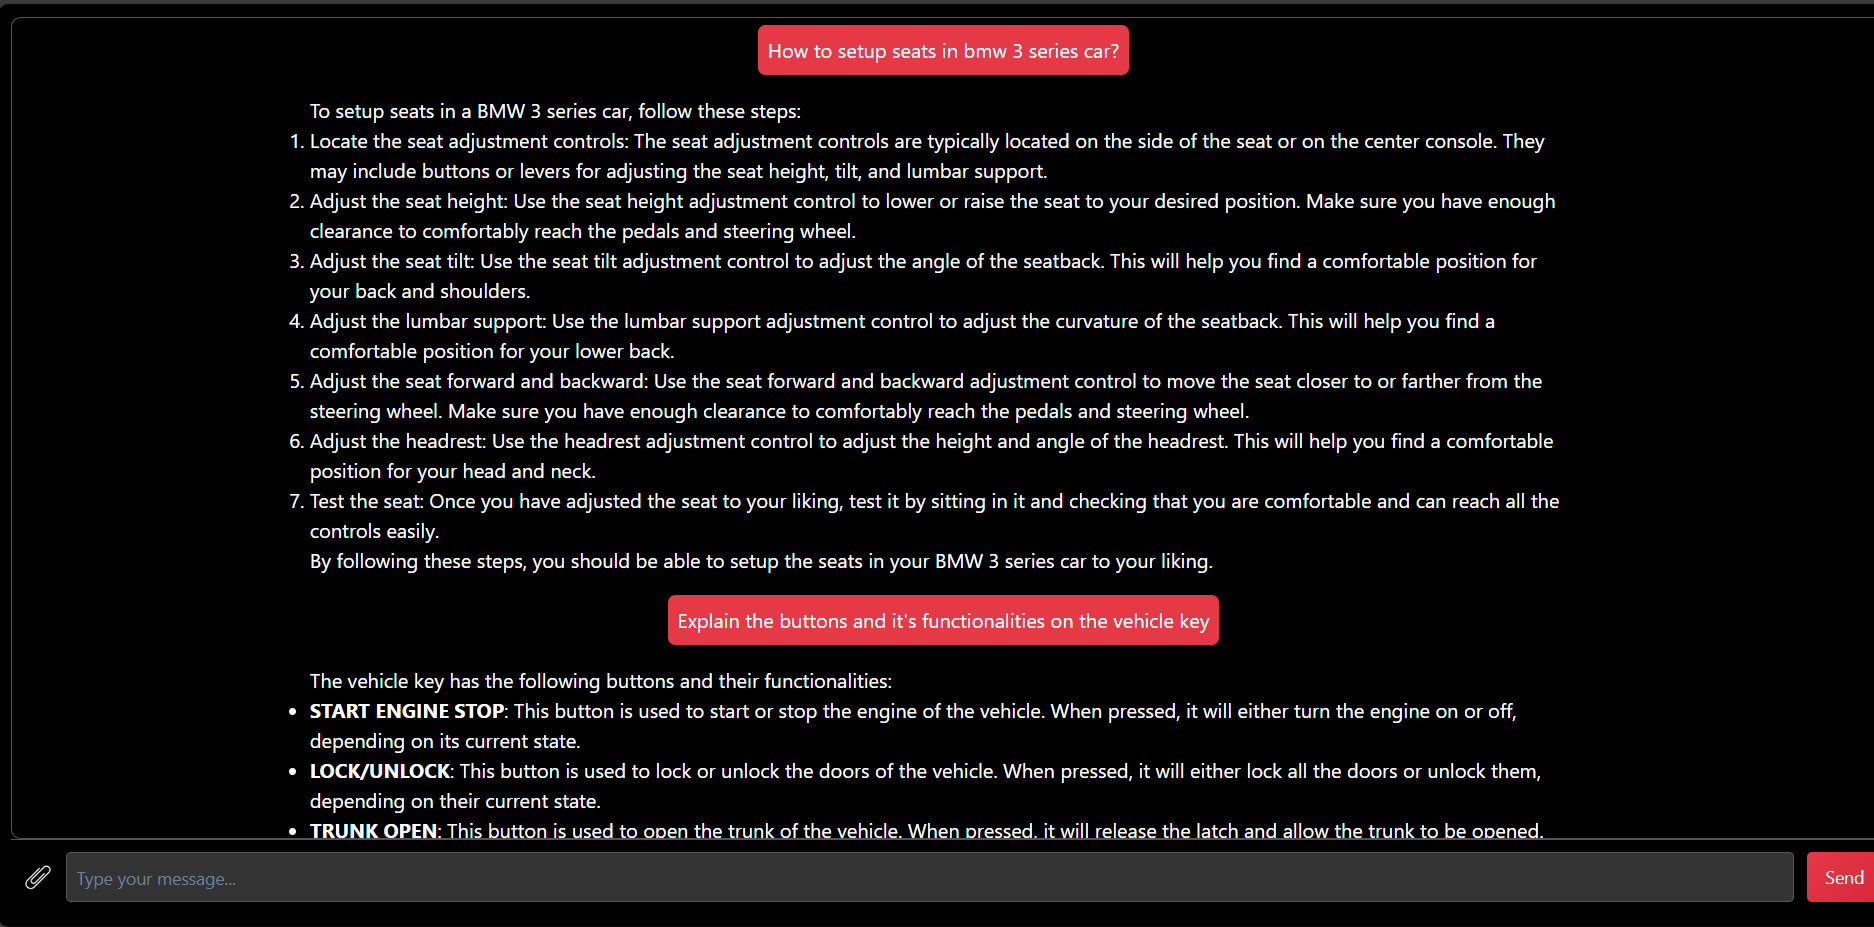 How to setup seats in bmw 3 series car?
To setup seats in a BMW 3 series car, follow these steps:
1. Locate the seat adjustment controls: The seat adjustment controls are typically located on the side of the seat or on the center console. They
may include buttons or levers for adjusting the seat height, tilt, and lumbar support.
2. Adjust the seat height: Use the seat height adjustment control to lower or raise the seat to your desired position. Make sure you have enough
clearance to comfortably reach the pedals and steering wheel.
3. Adjust the seat tilt: Use the seat tilt adjustment control to adjust the angle of the seatback. This will help you find a comfortable position for
your back and shoulders.
4. Adjust the lumbar support: Use the lumbar support adjustment control to adjust the curvature of the seatback. This will help you find a
comfortable position for your lower back.
5. Adjust the seat forward and backward: Use the seat forward and backward adjustment control to move the seat closer to or farther from the
steering wheel. Make sure you have enough clearance to comfortably reach the pedals and steering wheel.
6. Adjust the headrest: Use the headrest adjustment control to adjust the height and angle of the headrest. This will help you find a comfortable
position for your head and neck.
7. Test the seat: Once you have adjusted the seat to your liking, test it by sitting in it and checking that you are comfortable and can reach all the
controls easily.
By following these steps, you should be able to setup the seats in your BMW 3 series car to your liking.
Explain the buttons and it's functionalities on the vehicle key
The vehicle key has the following buttons and their functionalities:
• START ENGINE STOP: This button is used to start or stop the engine of the vehicle. When pressed, it will either turn the engine on or off,
depending on its current state.
• LOCK/UNLOCK: This button is used to lock or unlock the doors of the vehicle. When pressed, it will either lock all the doors or unlock them,
depending on their current state.
• TRUNK OPEN: This button is used to open the trunk of the vehicle. When pressed, it will release the latch and allow the trunk to be opened.
Type your message...
Send